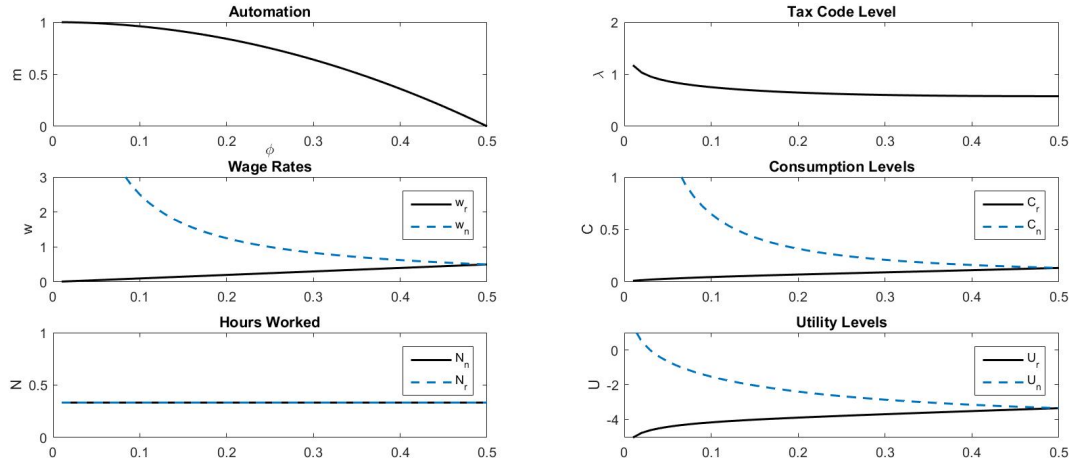 Automation
1
0.5
0
m
0 0.1 0.2 0.3 0.4 0.5
ϕ
Tax Code Level
2
1
0
λ
0 0.1 0.2 0.3 0.4 0.5
Wage Rates
3
2
1
0
w
w_r
w_n
0 0.1 0.2 0.3 0.4 0.5
Consumption Levels
1
0.5
0
C
C_r
C_n
0 0.1 0.2 0.3 0.4 0.5
Hours Worked
1
0.5
0
N
N_n
N_r
0 0.1 0.2 0.3 0.4 0.5
Utility Levels
0
-2
-4
U
U_r
U_n
0 0.1 0.2 0.3 0.4 0.5